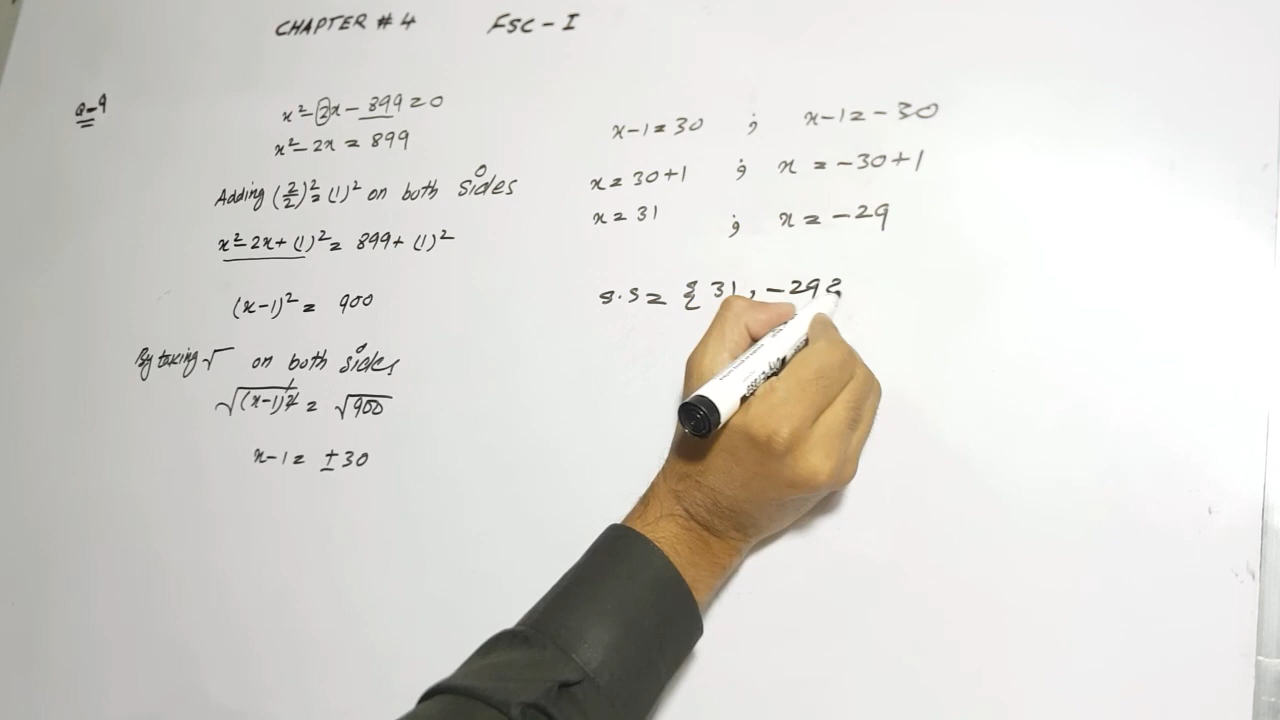 CHAPTER # 4 FSC - I
Q-9
x² - 2x - 899 = 0
x² - 2x = 899
Adding (2/2)² = (1)² on both sides
x² - 2x + (1)² = 899 + (1)²
(x-1)² = 900
By taking √ on both sides
√(x-1)² = √900
x-1 = ±30
x-1 = 30 ; x-1 = -30
x = 30+1 ; x = -30+1
x = 31 ; x = -29
S.S = { 31, -29 }